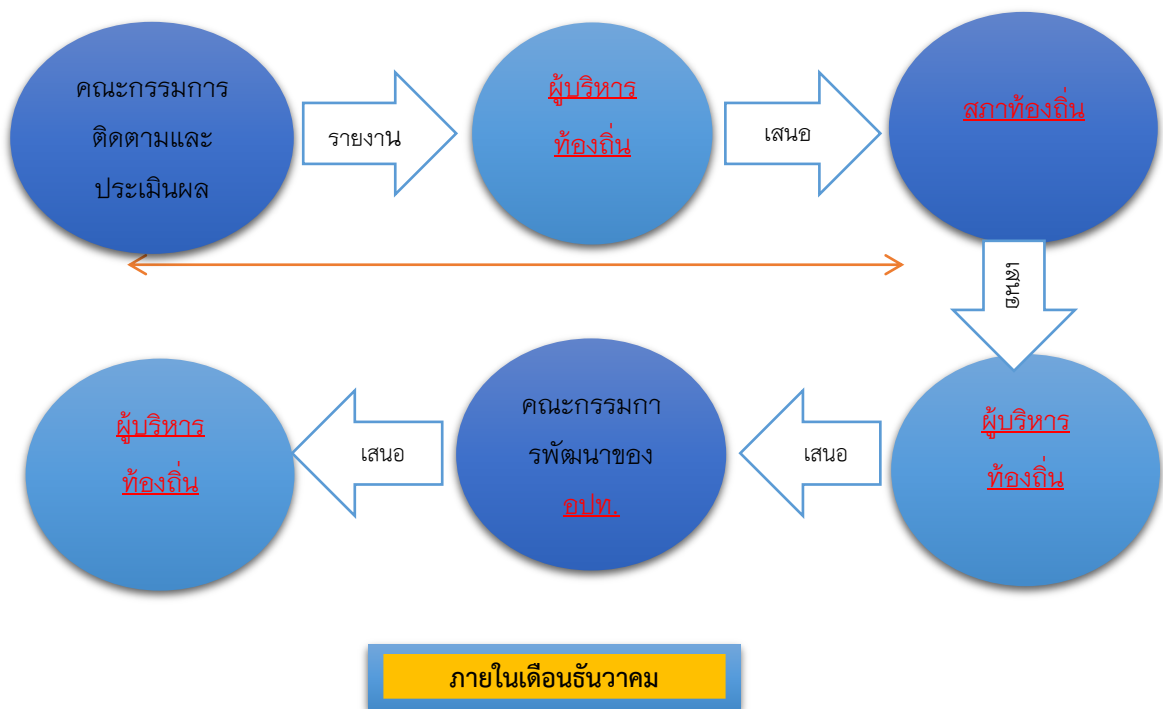 คณะกรรมการ
ติดตามและ
ประเมินผล
รายงาน
ผู้บริหาร
ท้องถิ่น
เสนอ
สภาท้องถิ่น
เสนอ
ผู้บริหาร
ท้องถิ่น
เสนอ
คณะกรรมกา
รพัฒนาของ
อปท.
เสนอ
ผู้บริหาร
ท้องถิ่น
ภายในเดือนธันวาคม